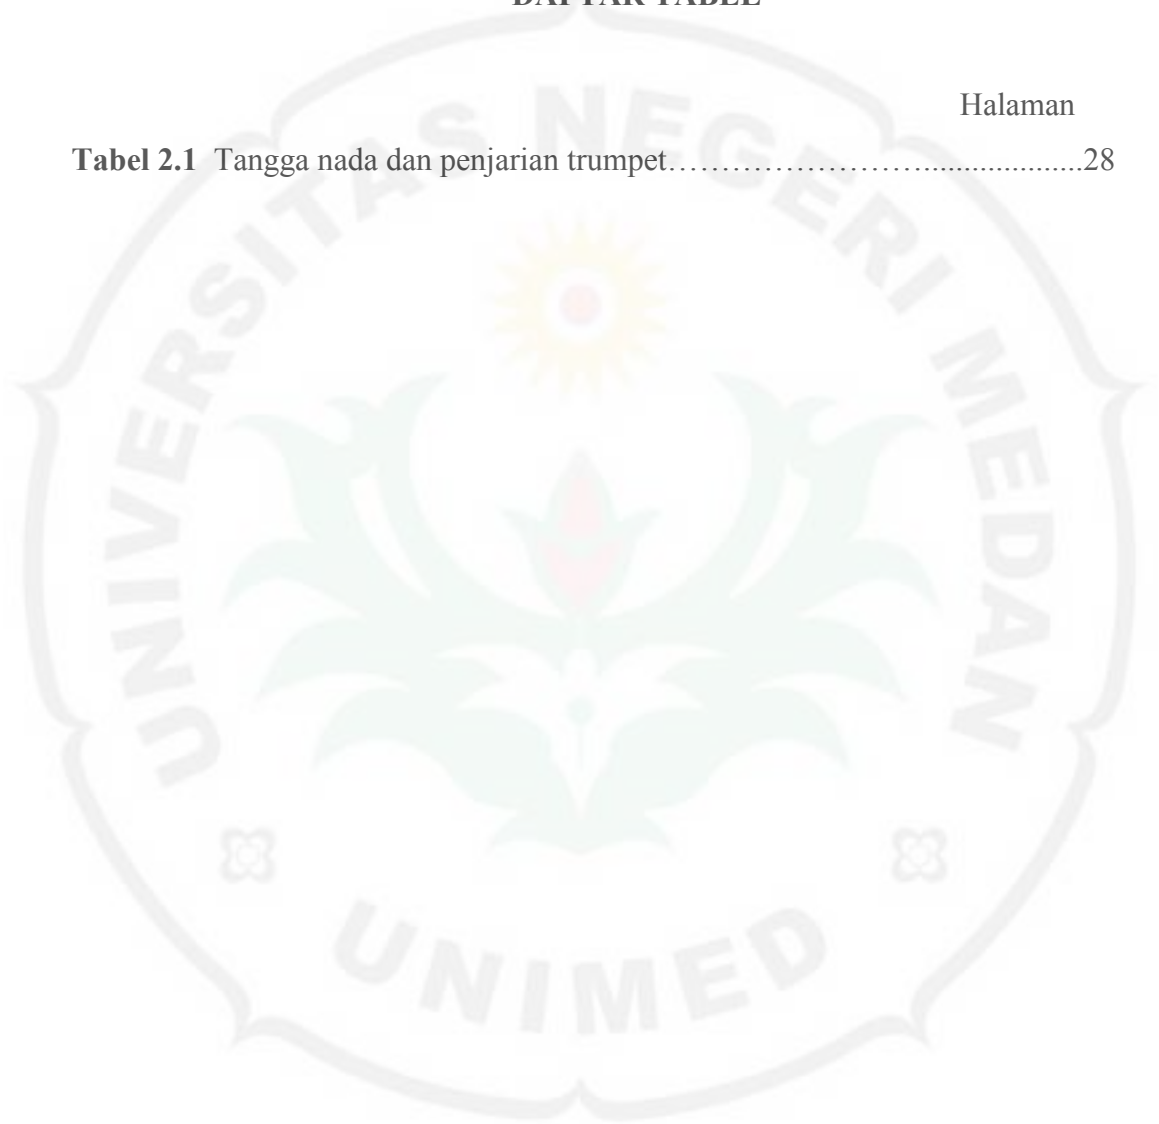 DAFTAR TABEL
Halaman
Tabel 2.1 Tangga nada dan penjarian trumpet……………………...................28
UNIVERSITAS NEGERI MEDAN
UNIMED